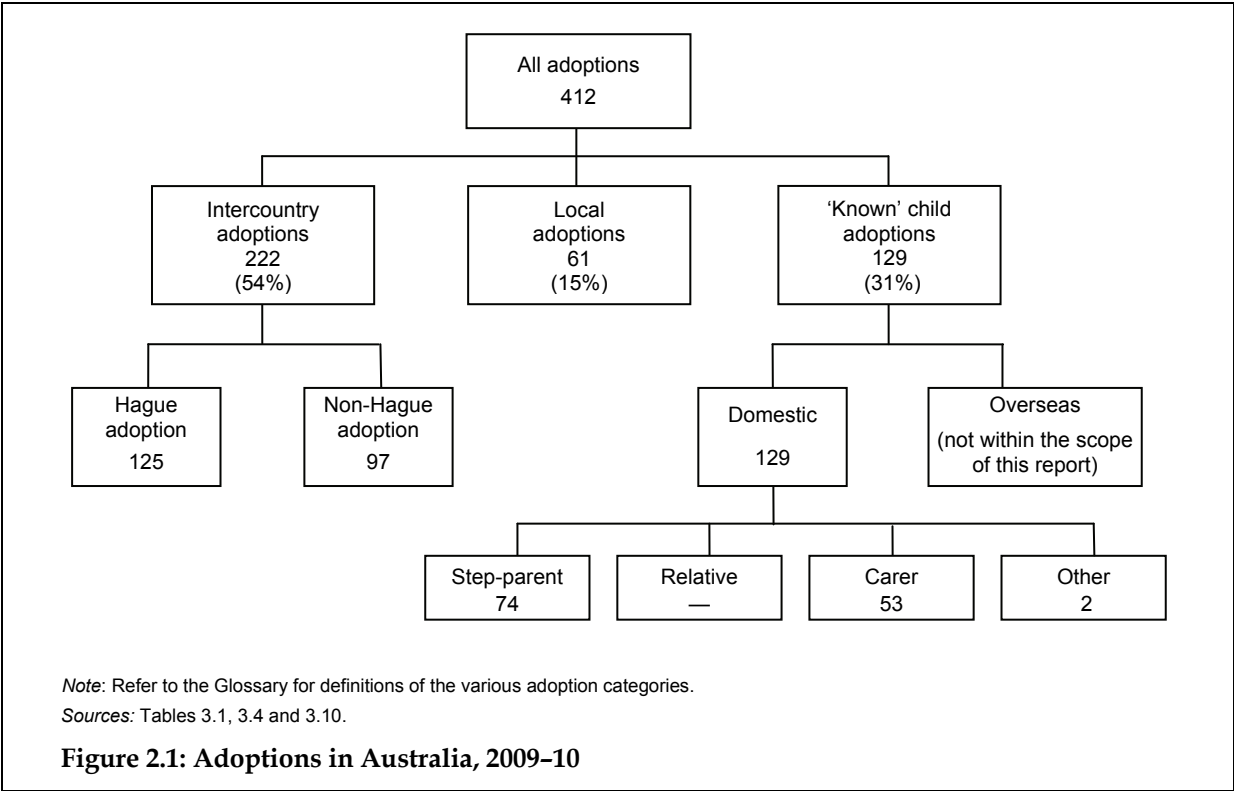 All adoptions
412
Intercountry
adoptions
222
(54%)
Local
adoptions
61
(15%)
‘Known’ child
adoptions
129
(31%)
Hague
adoption
125
Non-Hague
adoption
97
Domestic
129
Overseas
(not within the scope
of this report)
Step-parent
74
Relative
—
Carer
53
Other
2
Note: Refer to the Glossary for definitions of the various adoption categories.
Sources: Tables 3.1, 3.4 and 3.10.
Figure 2.1: Adoptions in Australia, 2009–10